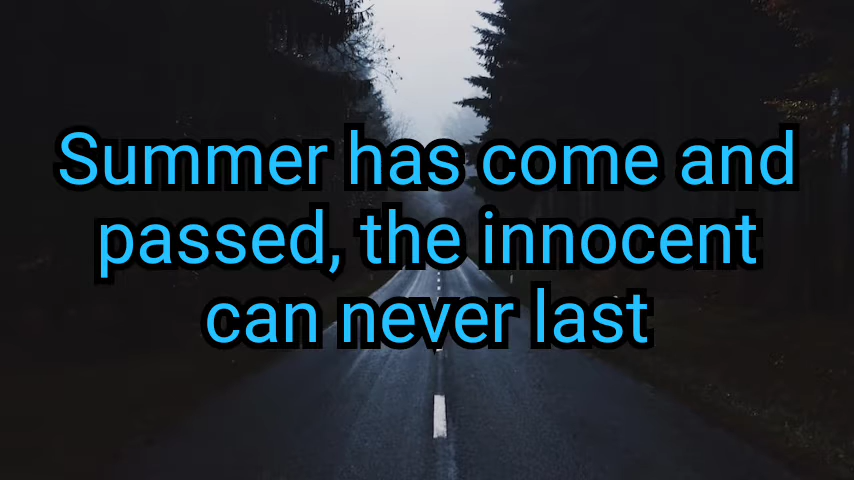 Summer has come and
passed, the innocent
can never last